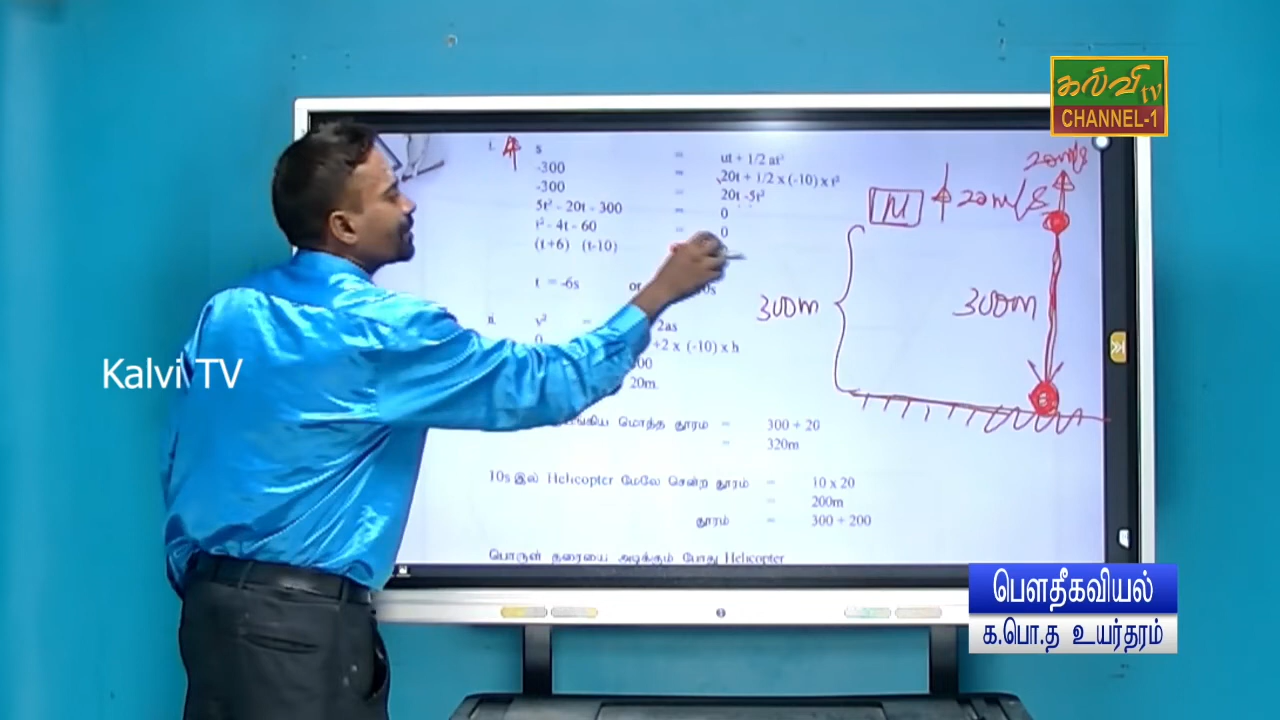 கல்வி TV
CHANNEL-1
i. s = ut + 1/2 at²
-300 = 20t + 1/2 x (-10) x t²
-300 = 20t -5t²
5t² - 20t - 300 = 0
t² - 4t - 60 = 0
(t+6) (t-10)
t = -6s or
ii. v² = 2as
0 +2 x (-10) x h
20m.
மொத்த தூரம் = 300 + 20
= 320m
10s இல் Helicopter மேலே சென்ற தூரம் = 10 x 20
= 200m
தூரம் = 300 + 200
பொருள் தரையை அடிக்கும் போது Helicopter
20m/s
M 20m/s
300m
300m
Kalvi TV
பௌதீகவியல்
க.பொ.த உயர்தரம்